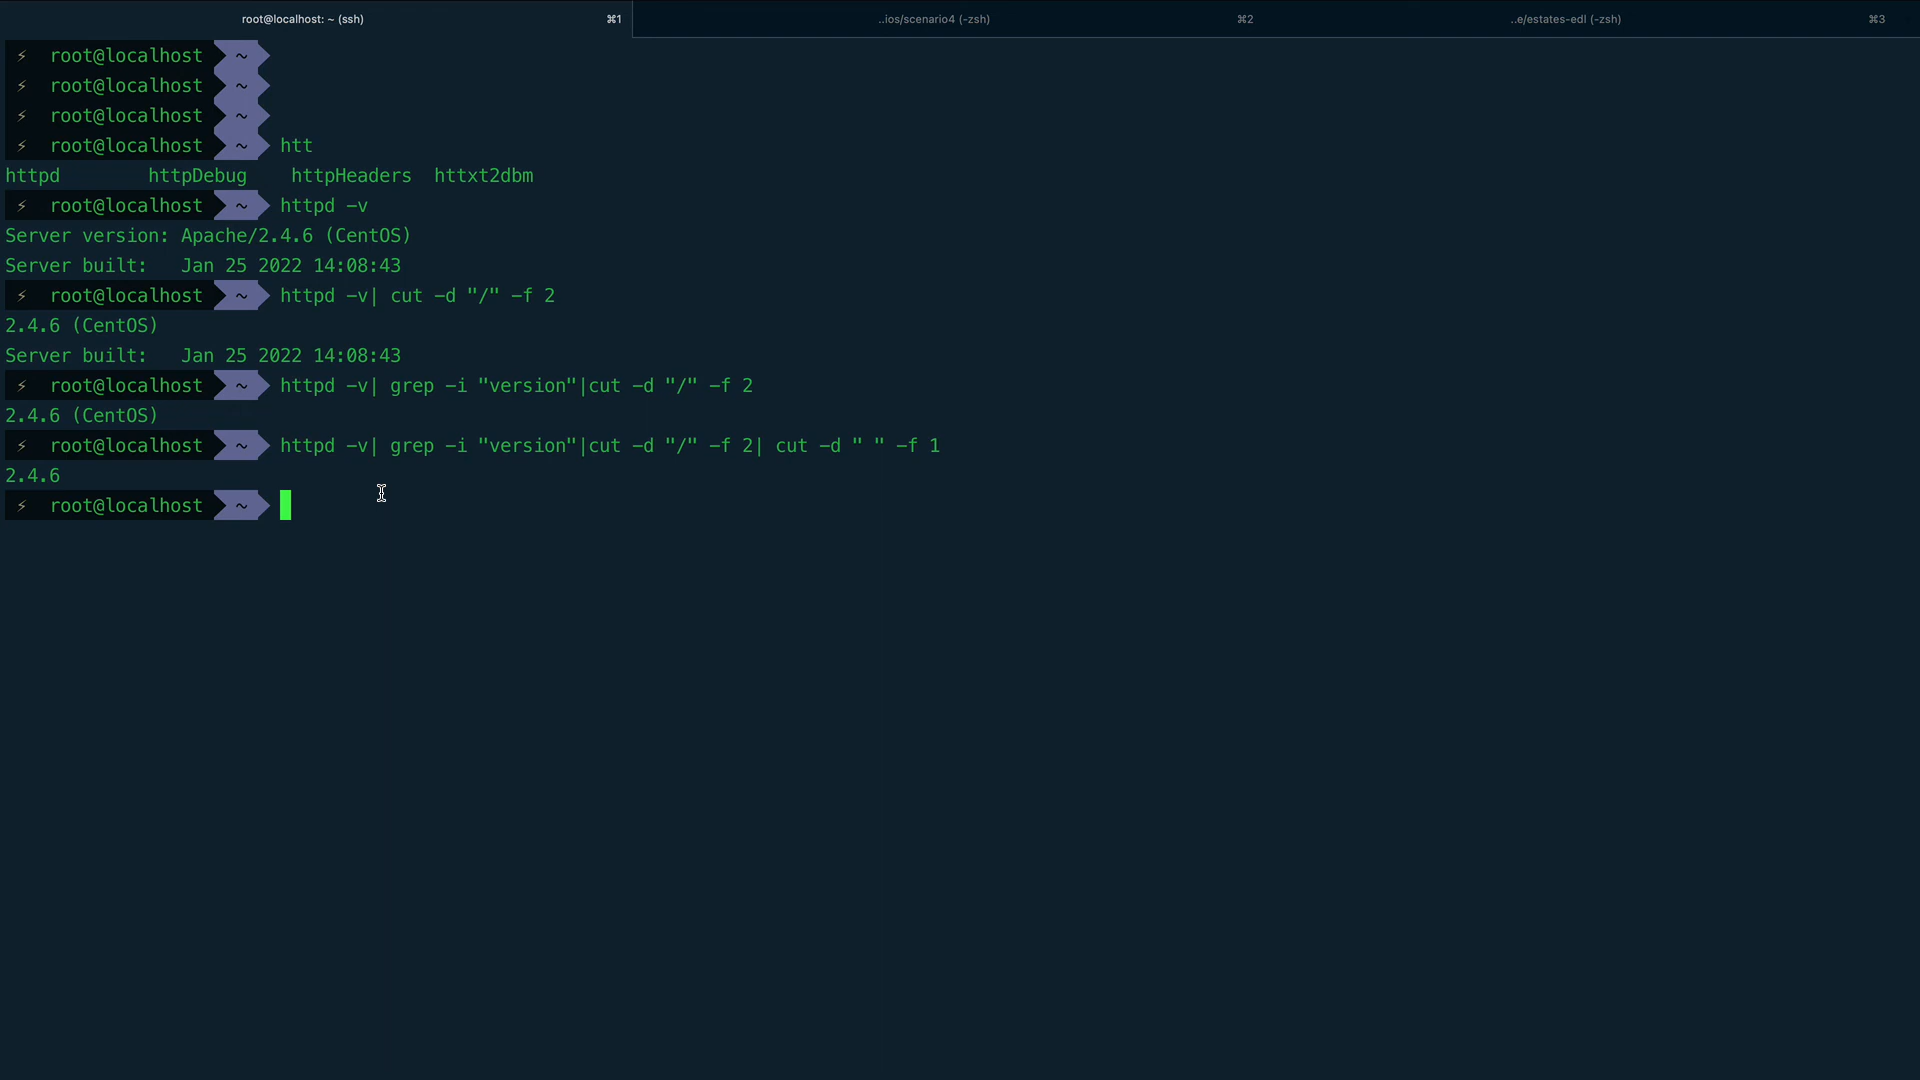 root@localhost: ~ (ssh) ⌘1 ..ios/scenario4 (-zsh) ⌘2 ..e/estates-edl (-zsh) ⌘3
⚡ root@localhost ~
⚡ root@localhost ~
⚡ root@localhost ~
⚡ root@localhost ~ htt
httpd httpDebug httpHeaders httxt2dbm
⚡ root@localhost ~ httpd -v
Server version: Apache/2.4.6 (CentOS)
Server built:   Jan 25 2022 14:08:43
⚡ root@localhost ~ httpd -v| cut -d "/" -f 2
2.4.6 (CentOS)
Server built:   Jan 25 2022 14:08:43
⚡ root@localhost ~ httpd -v| grep -i "version"|cut -d "/" -f 2
2.4.6 (CentOS)
⚡ root@localhost ~ httpd -v| grep -i "version"|cut -d "/" -f 2| cut -d " " -f 1
2.4.6
⚡ root@localhost ~